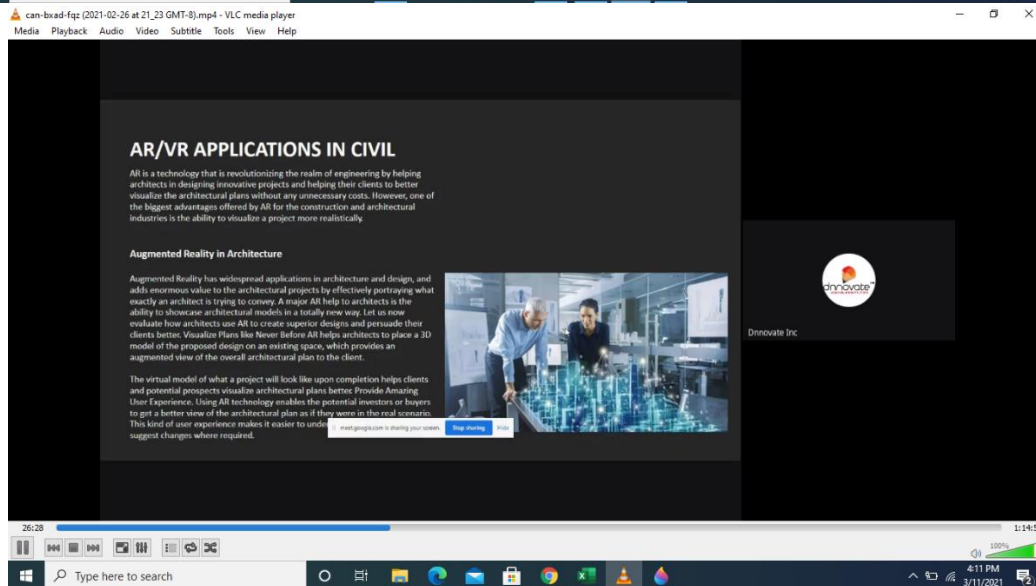 can-bxad-fqz (2021-02-26 at 21_23 GMT-8).mp4 - VLC media player
Media Playback Audio Video Subtitle Tools View Help
AR/VR APPLICATIONS IN CIVIL
AR is a technology that is revolutionizing the realm of engineering by helping
architects in designing innovative projects and helping their clients to better
visualize the architectural plans without any unnecessary costs. However, one of
the biggest advantages offered by AR for the construction and architectural
industries is the ability to visualize a project more realistically.
Augmented Reality in Architecture
Augmented Reality has widespread applications in architecture and design, and
adds enormous value to the architectural projects by effectively portraying what
exactly an architect is trying to convey. A major AR help to architects is the
ability to showcase architectural models in a totally new way. Let us now
evaluate how architects use AR to create superior designs and persuade their
clients better. Visualize Plans like Never Before AR helps architects to place a 3D
model of the proposed design on an existing space, which provides an
augmented view of the overall architectural plan to the client.
The virtual model of what a project will look like upon completion helps clients
and potential prospects visualize architectural plans better. Provide Amazing
User Experience. Using AR technology enables the potential investors or buyers
to get a better view of the architectural plan as if they were in the real scenario.
This kind of user experience makes it easier to
suggest changes where required.
meet.google.com is sharing your screen. Stop sharing Hide
dnnovate™
Dnnovate Inc
26:28
100%
Type here to search
4:11 PM
3/11/2021
2